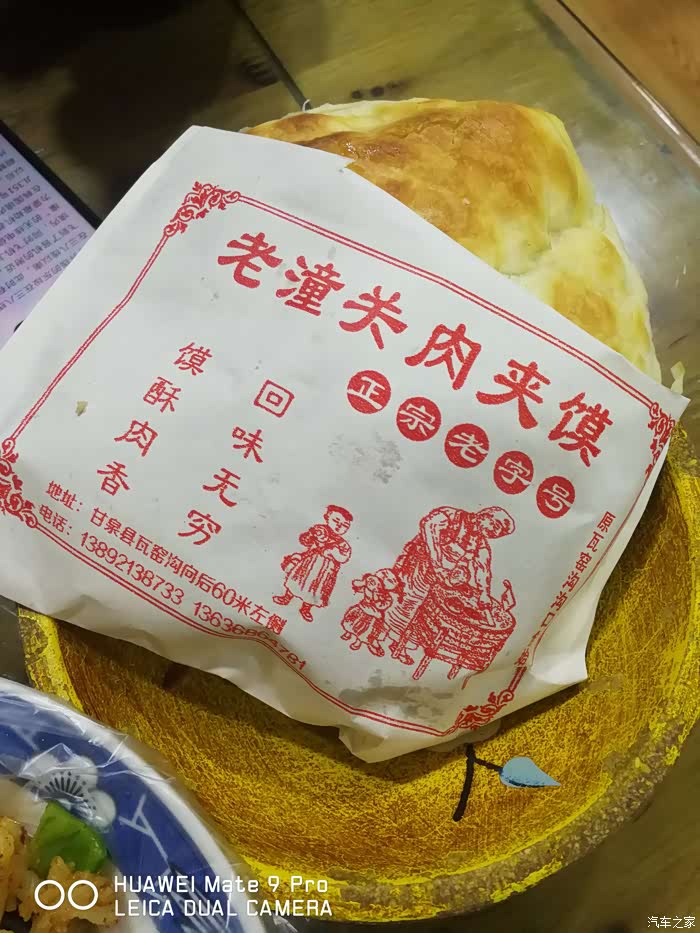 老潼关肉夹馍
正宗老字号
回味无穷
馍酥肉香
地址：甘泉县瓦窑沟向后60米左侧
电话：13892138733
HUAWEI Mate 9 Pro
LEICA DUAL CAMERA
汽车之家